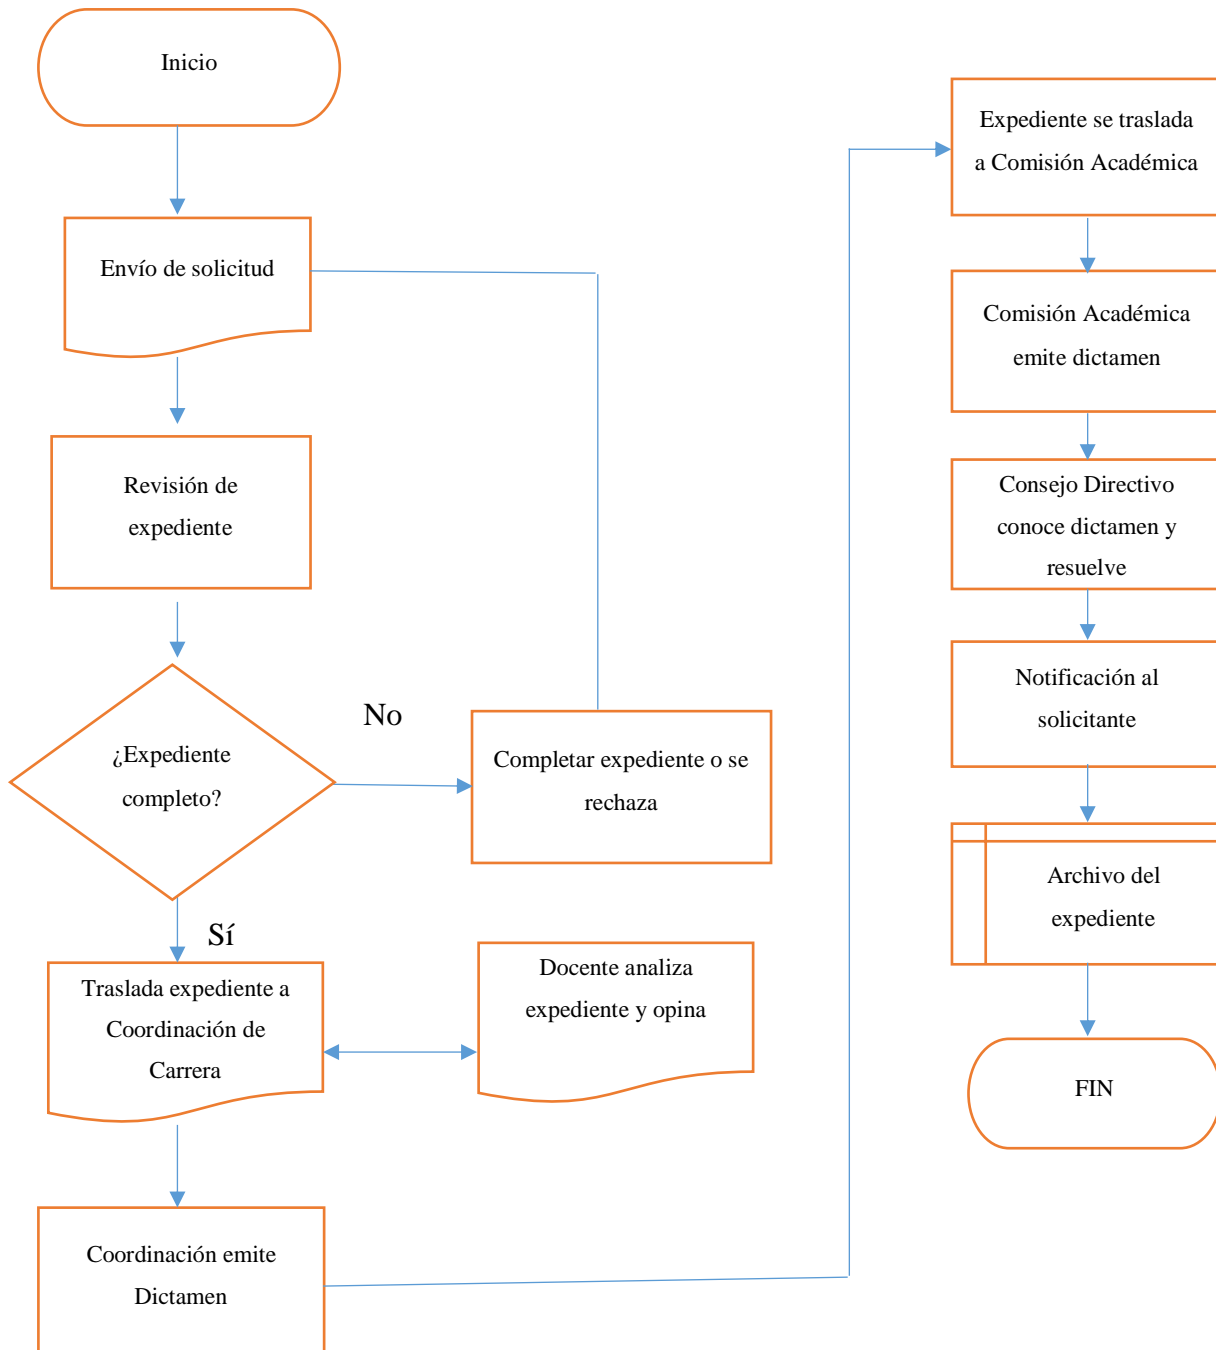 Inicio
Envío de solicitud
Revisión de
expediente
¿Expediente
completo?
No
Completar expediente o se
rechaza
Sí
Traslada expediente a
Coordinación de
Carrera
Docente analiza
expediente y opina
Coordinación emite
Dictamen
Expediente se traslada
a Comisión Académica
Comisión Académica
emite dictamen
Consejo Directivo
conoce dictamen y
resuelve
Notificación al
solicitante
Archivo del
expediente
FIN